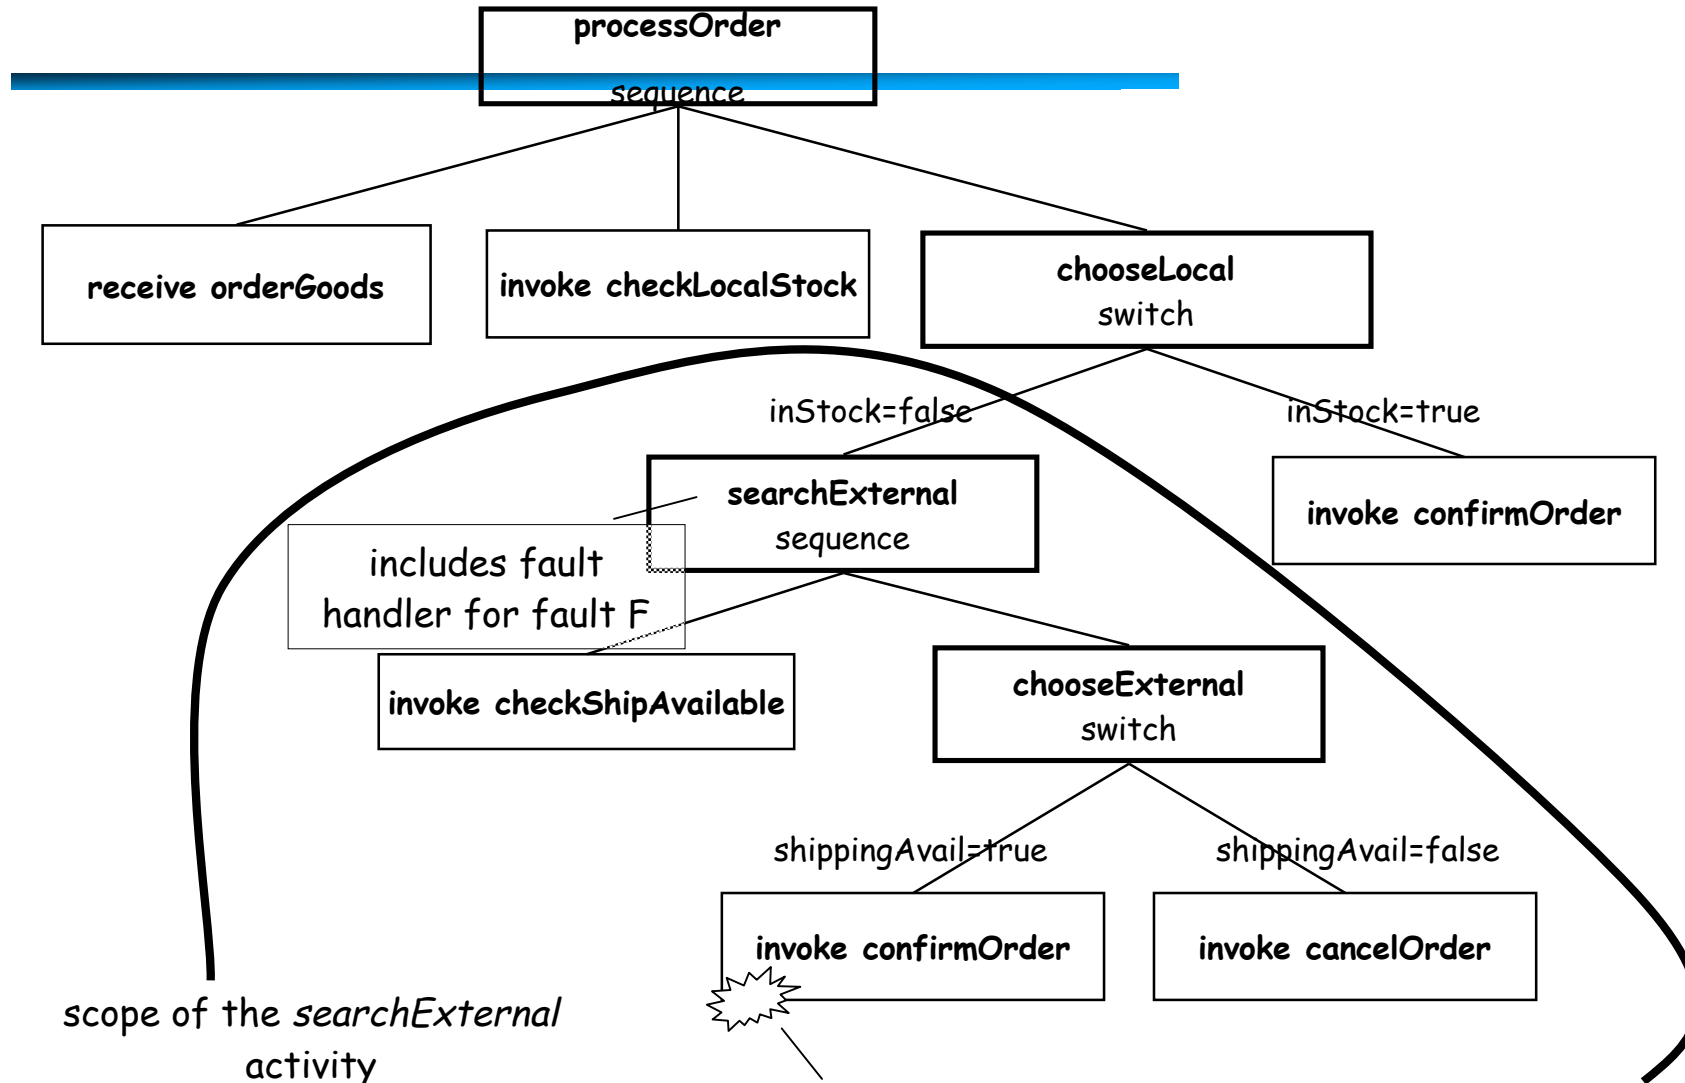 processOrder
sequence
receive orderGoods
invoke checkLocalStock
chooseLocal
switch
inStock=false
inStock=true
searchExternal
sequence
invoke confirmOrder
includes fault
handler for fault F
invoke checkShipAvailable
chooseExternal
switch
shippingAvail=true
shippingAvail=false
invoke confirmOrder
invoke cancelOrder
scope of the searchExternal
activity